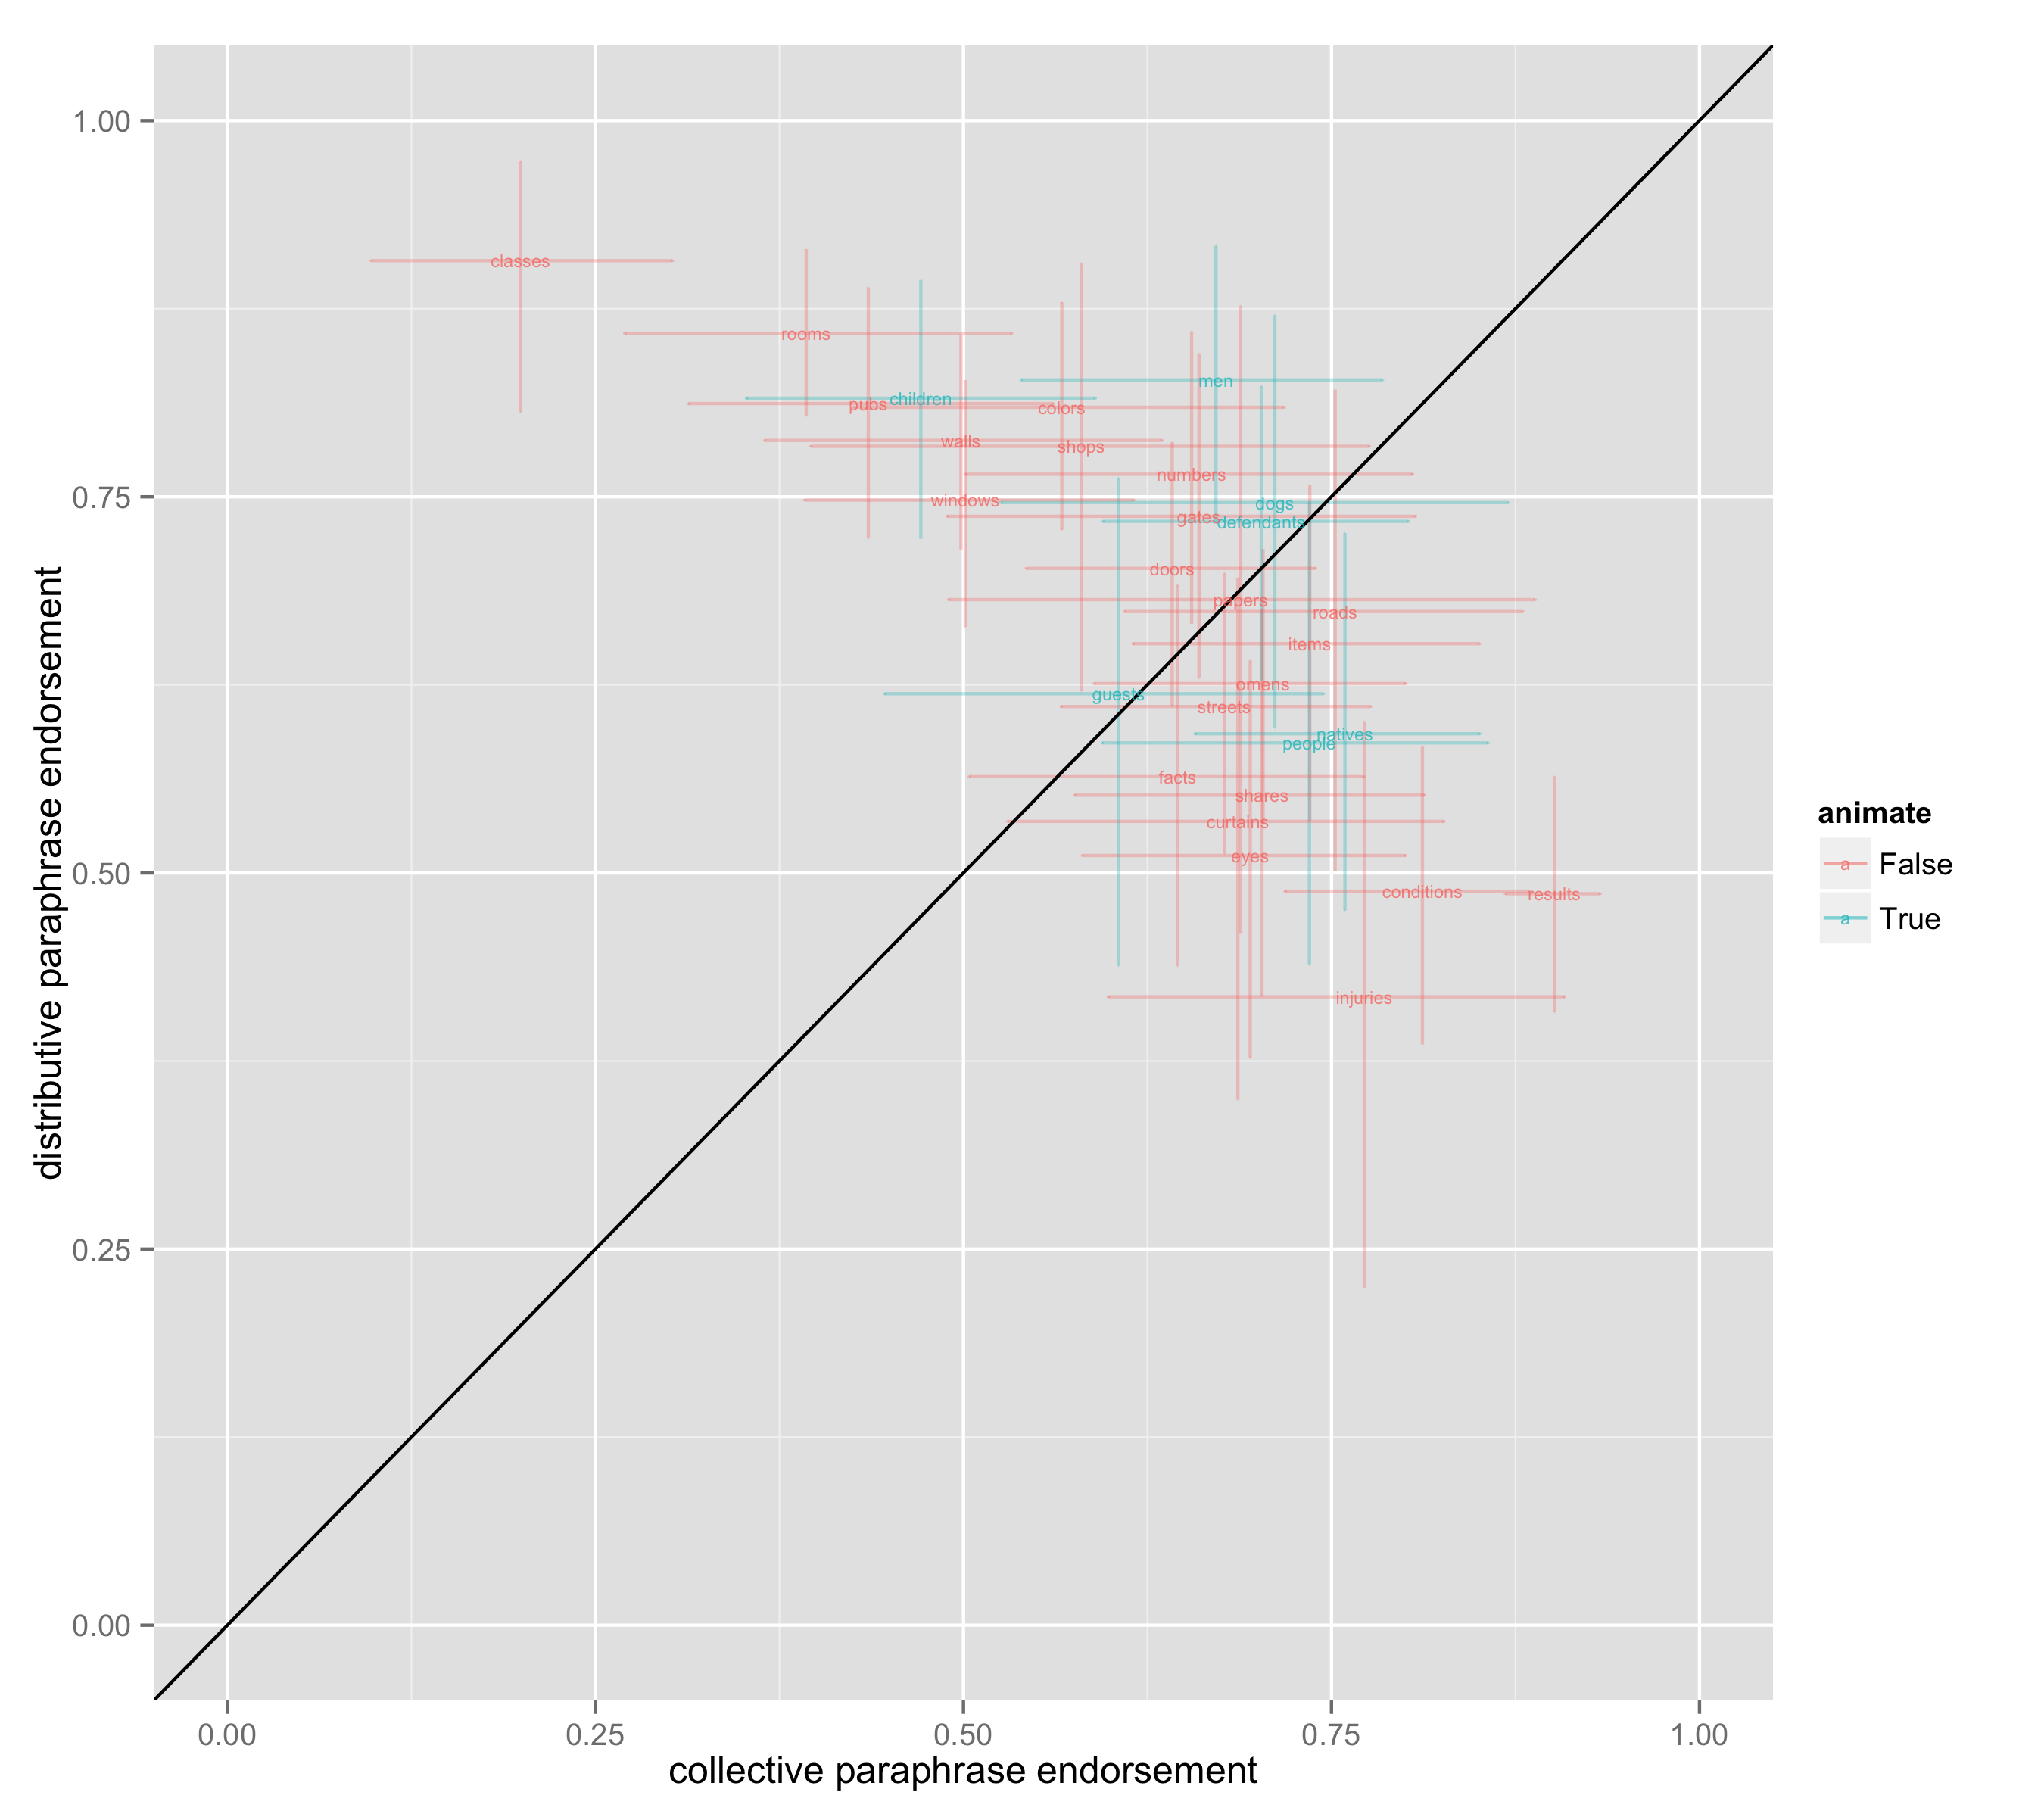 1.00
0.75
0.50
0.25
0.00
distributive paraphrase endorsement
classes
rooms
men
children
pubs
colors
walls
shops
numbers
windows
dogs
gates
defendants
doors
papers
roads
items
omens
guests
streets
natives
people
facts
shares
curtains
eyes
conditions
results
injuries
0.00
0.25
0.50
0.75
1.00
collective paraphrase endorsement
animate
a False
a True